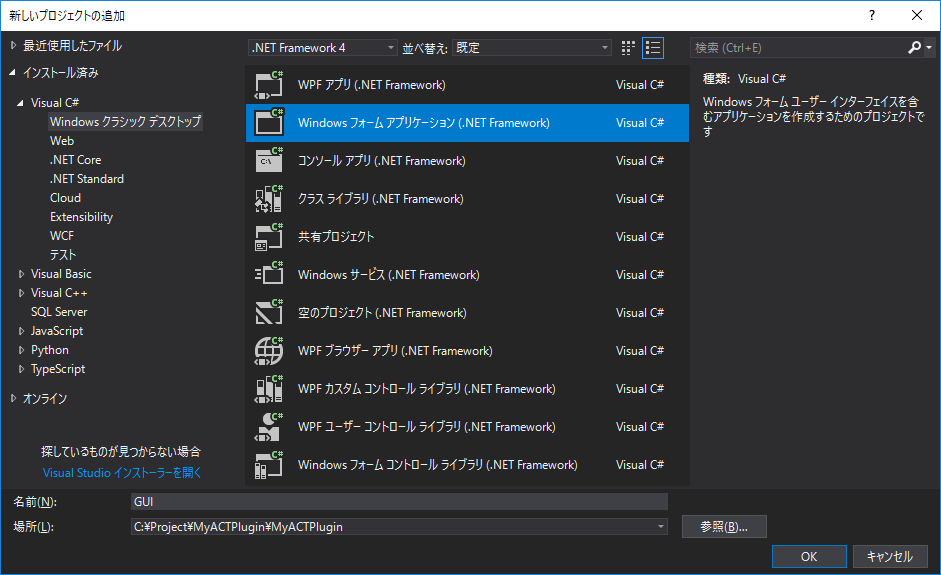 新しいプロジェクトの追加
?
最近使用したファイル
インストール済み
Visual C#
Windows クラシック デスクトップ
Web
.NET Core
.NET Standard
Cloud
Extensibility
WCF
テスト
Visual Basic
Visual C++
SQL Server
JavaScript
Python
TypeScript
オンライン
探しているものが見つからない場合
Visual Studio インストーラーを開く
.NET Framework 4
並べ替え: 既定
C# WPF アプリ (.NET Framework) Visual C#
C# Windows フォーム アプリケーション (.NET Framework) Visual C#
C# C:\ コンソール アプリ (.NET Framework) Visual C#
C# クラス ライブラリ (.NET Framework) Visual C#
C# 共有プロジェクト Visual C#
C# Windows サービス (.NET Framework) Visual C#
C# 空のプロジェクト (.NET Framework) Visual C#
C# WPF ブラウザー アプリ (.NET Framework) Visual C#
C# WPF カスタム コントロール ライブラリ (.NET Framework) Visual C#
C# WPF ユーザー コントロール ライブラリ (.NET Framework) Visual C#
C# Windows フォーム コントロール ライブラリ (.NET Framework) Visual C#
検索 (Ctrl+E)
種類: Visual C#
Windows フォーム ユーザー インターフェイスを含
むアプリケーションを作成するためのプロジェクトで
す
名前(N): GUI
場所(L): C:¥Project¥MyACTPlugin¥MyACTPlugin
参照(B)...
OK
キャンセル